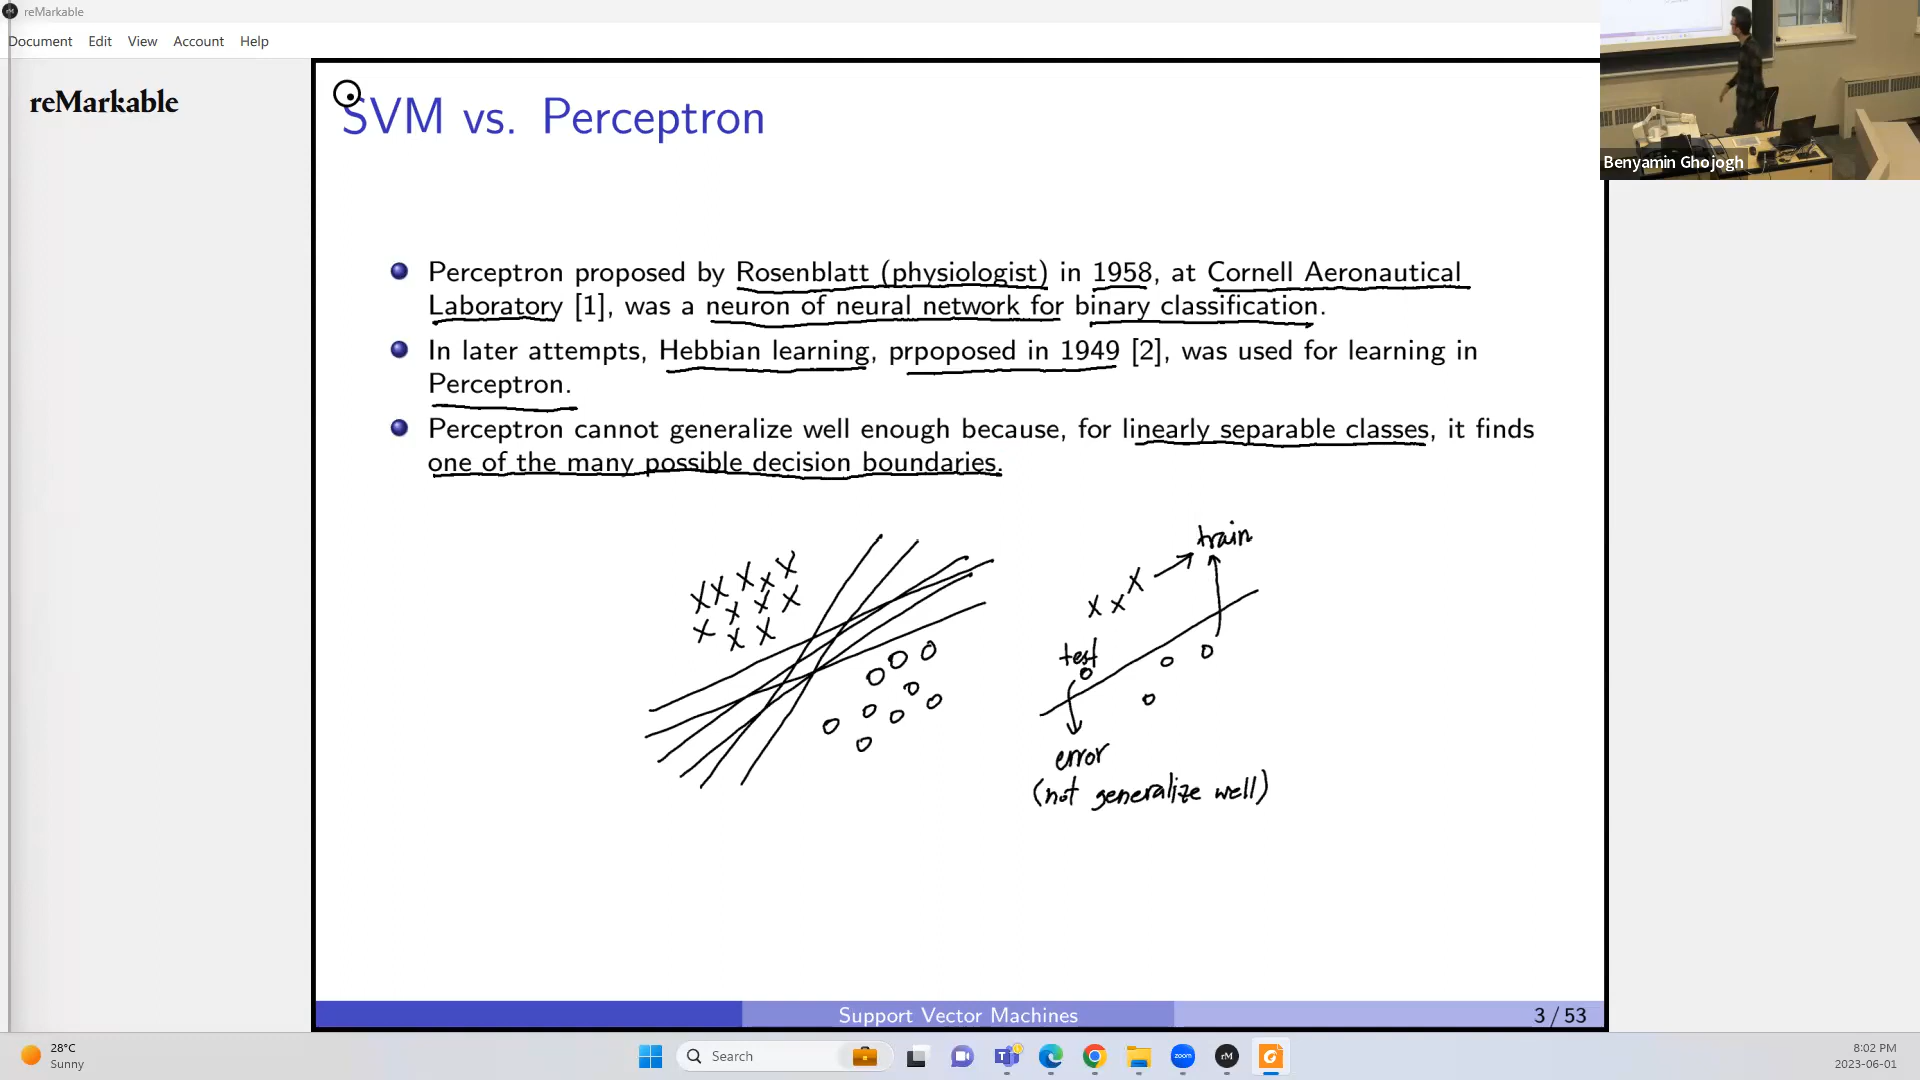 reMarkable
Document Edit View Account Help
reMarkable
Benyamin Ghojogh
SVM vs. Perceptron
Perceptron proposed by Rosenblatt (physiologist) in 1958, at Cornell Aeronautical
Laboratory [1], was a neuron of neural network for binary classification.
In later attempts, Hebbian learning, prpoposed in 1949 [2], was used for learning in
Perceptron.
Perceptron cannot generalize well enough because, for linearly separable classes, it finds
one of the many possible decision boundaries.
train
test
error
(not generalize well)
Support Vector Machines
3 / 53
28°C
Sunny
Search
zoom
rM
8:02 PM
2023-06-01